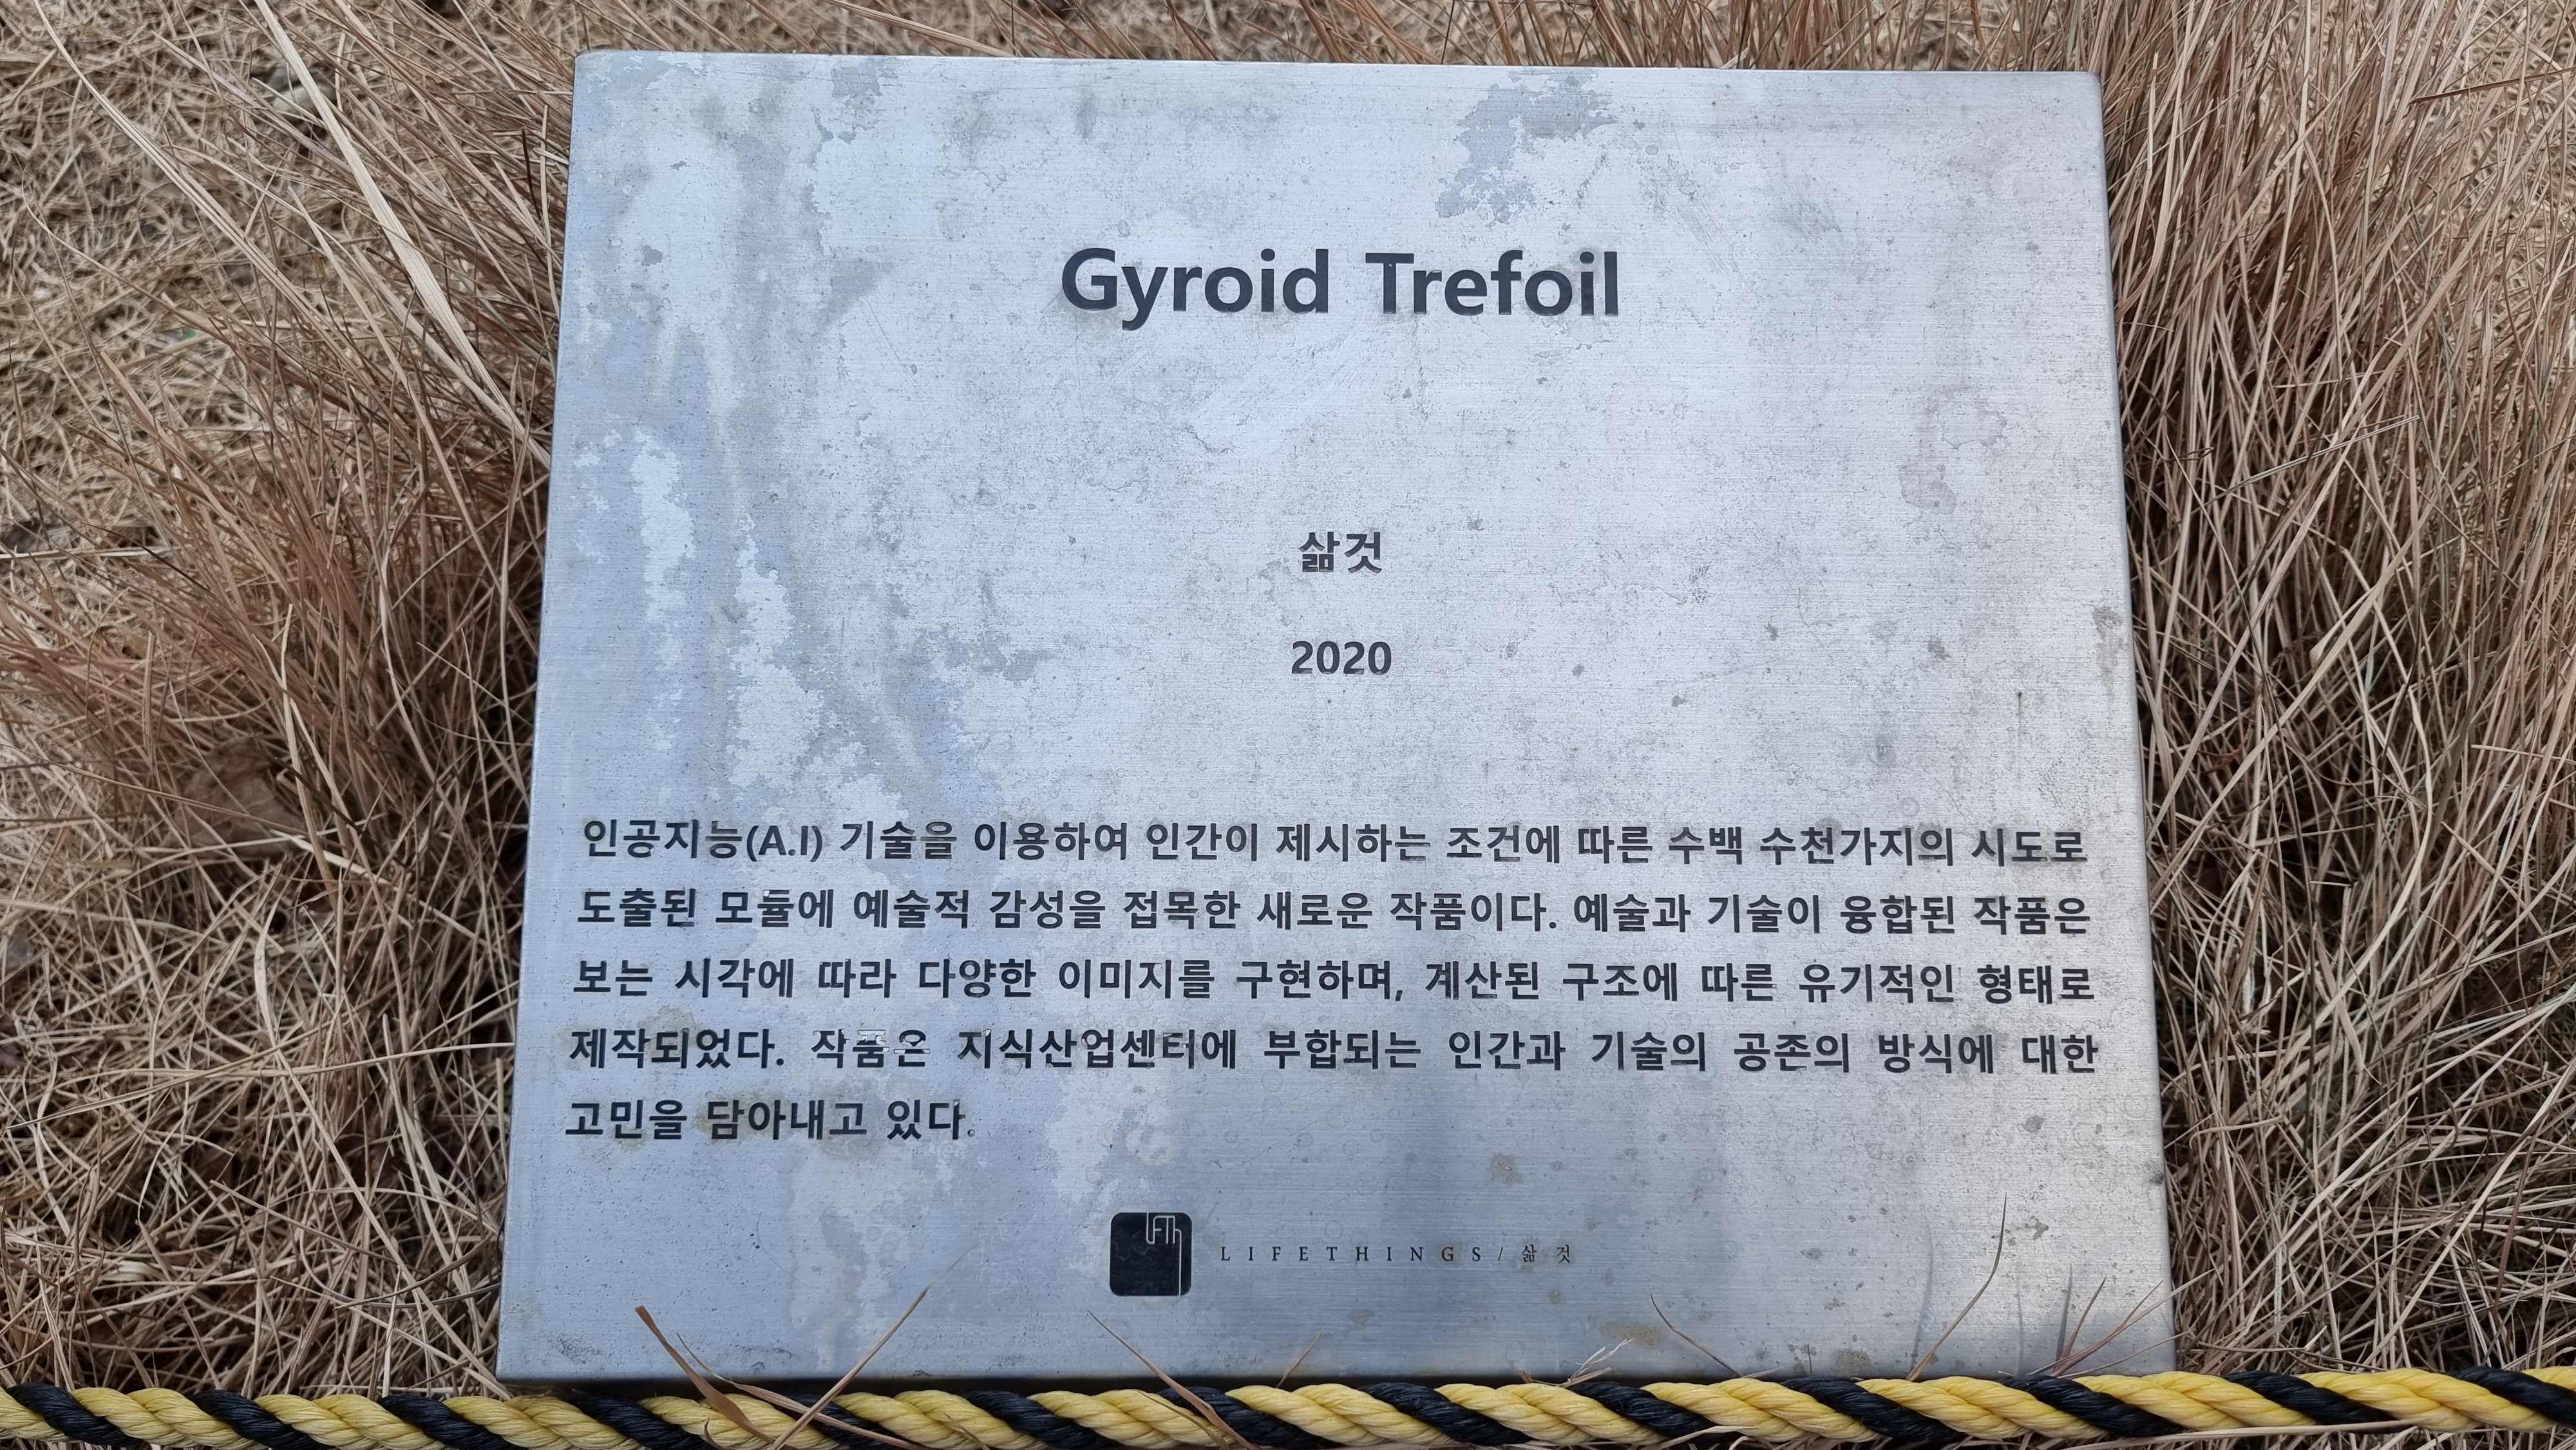 Gyroid Trefoil
삶것
2020
인공지능(A.I) 기술을 이용하여 인간이 제시하는 조건에 따른 수백 수천가지의 시도로
도출된 모듈에 예술적 감성을 접목한 새로운 작품이다. 예술과 기술이 융합된 작품은
보는 시각에 따라 다양한 이미지를 구현하며, 계산된 구조에 따른 유기적인 형태로
제작되었다. 작품은 지식산업센터에 부합되는 인간과 기술의 공존의 방식에 대한
고민을 담아내고 있다.
LIFETHINGS/삶것